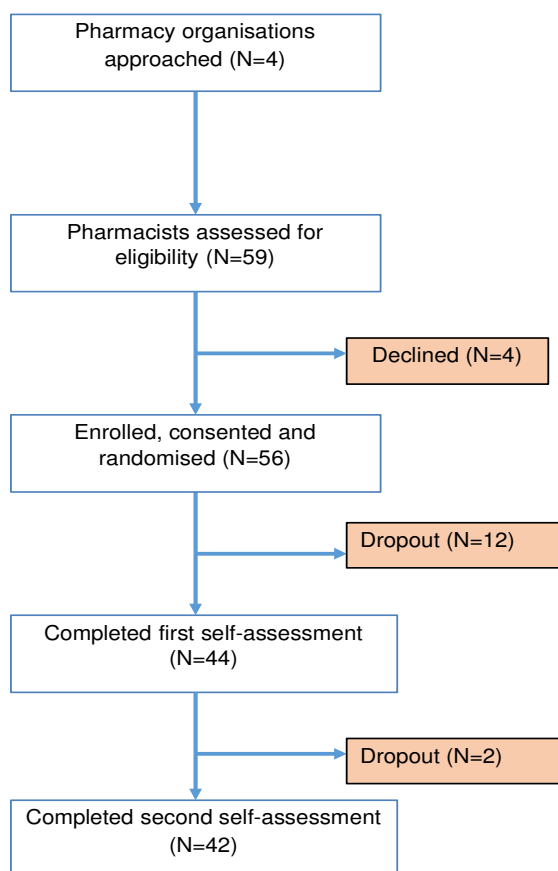 Pharmacy organisations
approached (N=4)
Pharmacists assessed for
eligibility (N=59)
Declined (N=4)
Enrolled, consented and
randomised (N=56)
Dropout (N=12)
Completed first self-assessment
(N=44)
Dropout (N=2)
Completed second self-assessment
(N=42)